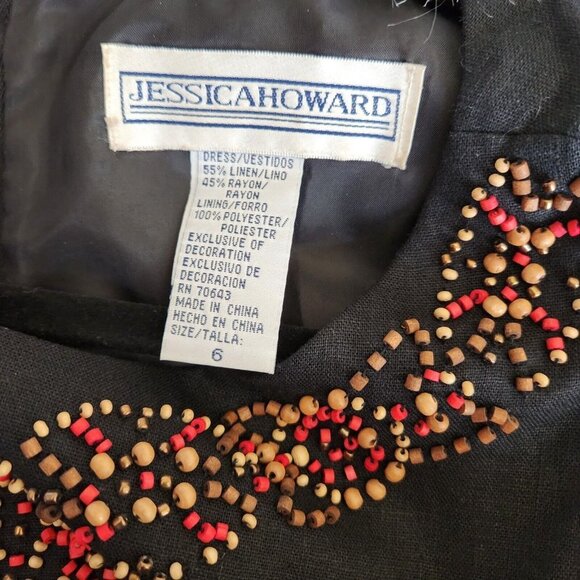 JESSICAHOWARD
DRESS/VESTIDOS
55% LINEN/LINO
45% RAYON/
RAYON
LINING/FORRO
100% POLYESTER/
POLIESTER
EXCLUSIVE OF
DECORATION
EXCLUSIVO DE
DECORACION
RN 70643
MADE IN CHINA
HECHO EN CHINA
SIZE/TALLA:
6